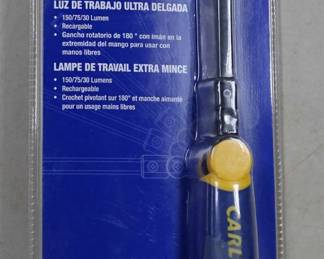 LUZ DE TRABAJO ULTRA DELGADA
• 150/75/30 Lumen
• Recargable
• Gancho rotatorio de 180 ° con imán en la
extremidad del mango para usar con
manos libres
LAMPE DE TRAVAIL EXTRA MINCE
• 150/75/30 Lumens
• Rechargeable
• Crochet pivotant sur 180° et manche aimanté
pour un usage mains libres
CARL